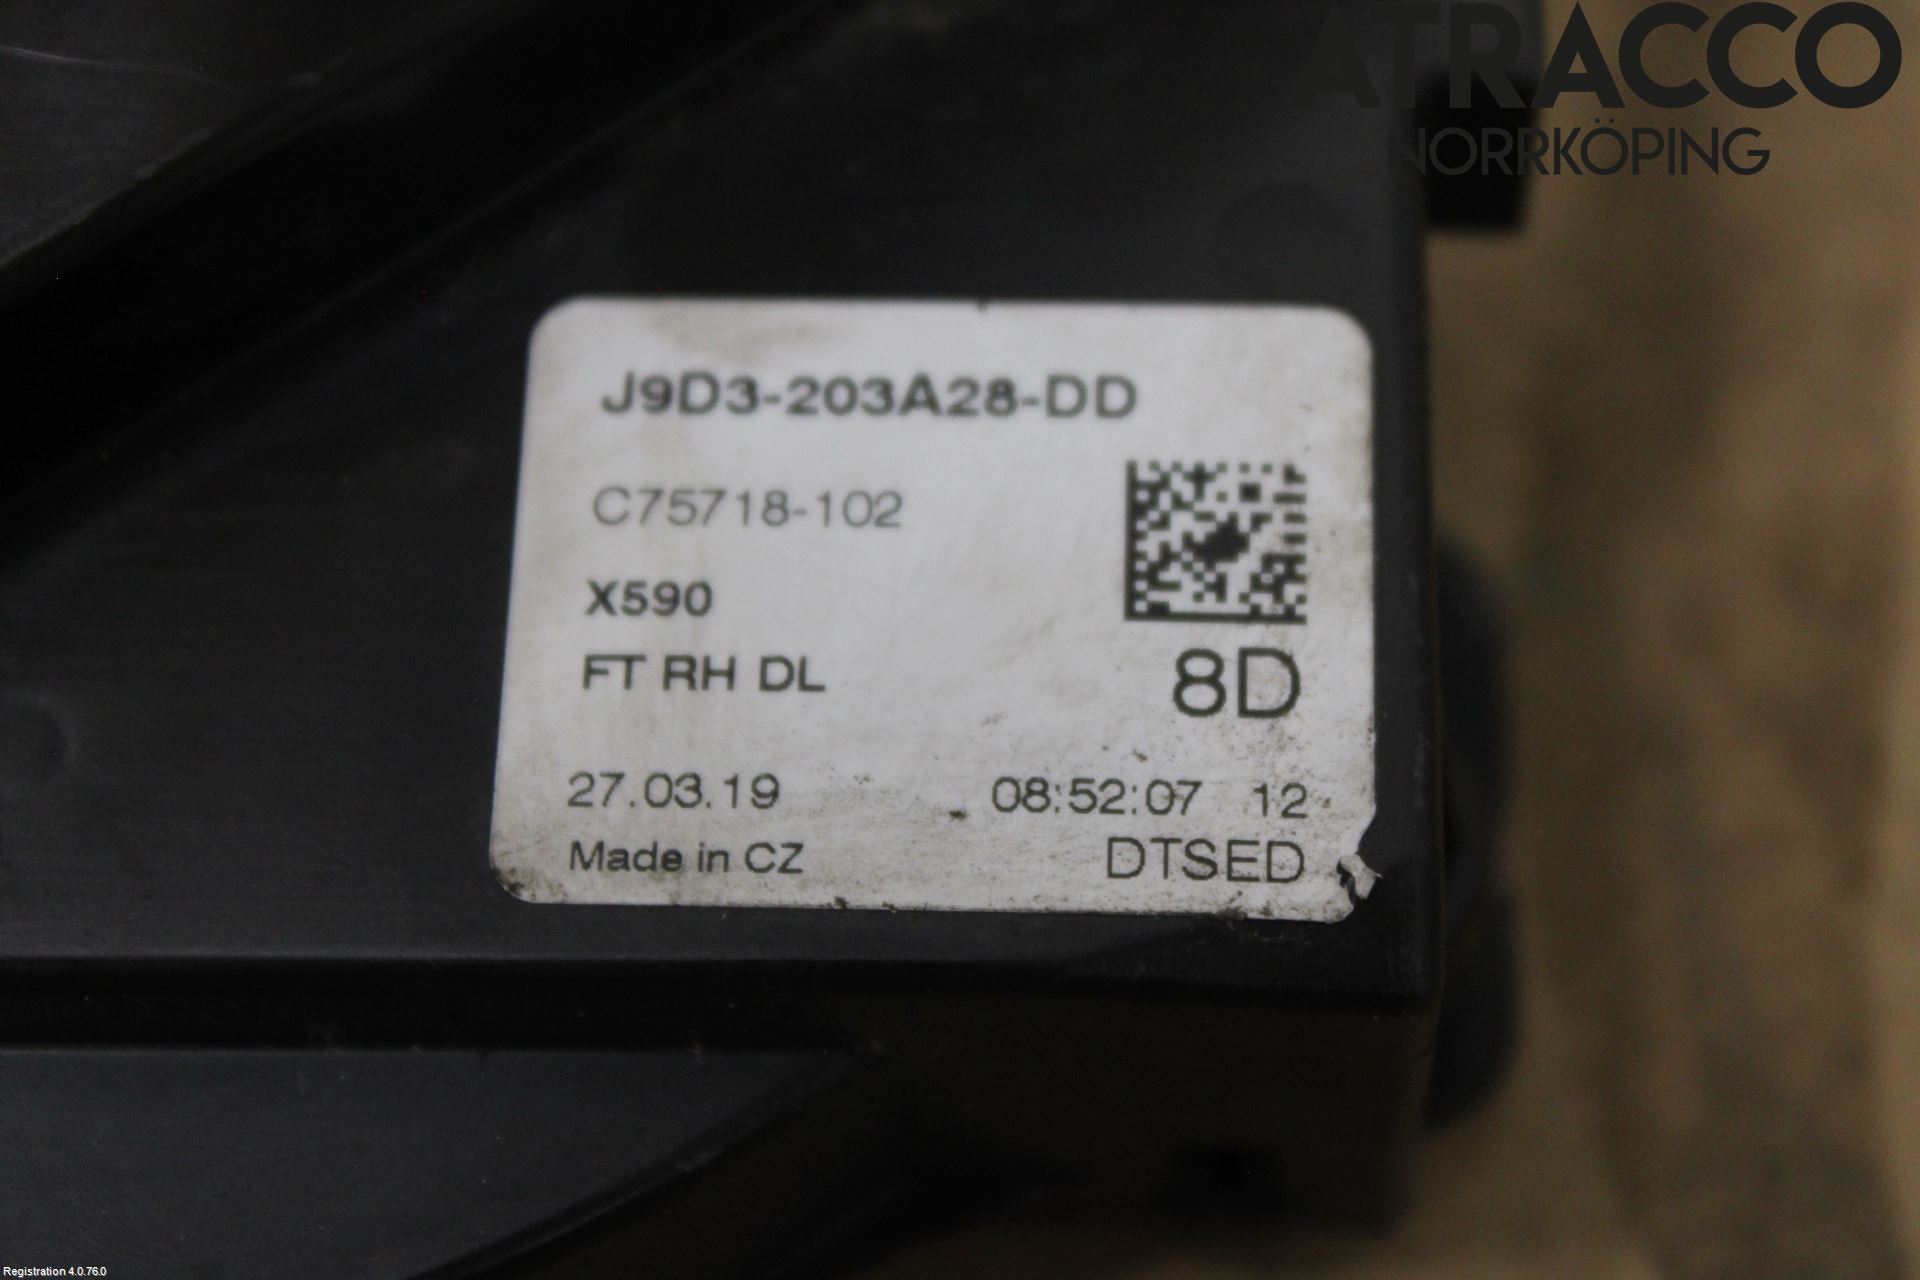 ATRACCO
NORRKÖPING
J9D3-203A28-DD
C75718-102
X590
FT RH DL
8D
27.03.19 08:52:07 12
Made in CZ DTSED
Registration 4.0.76.0